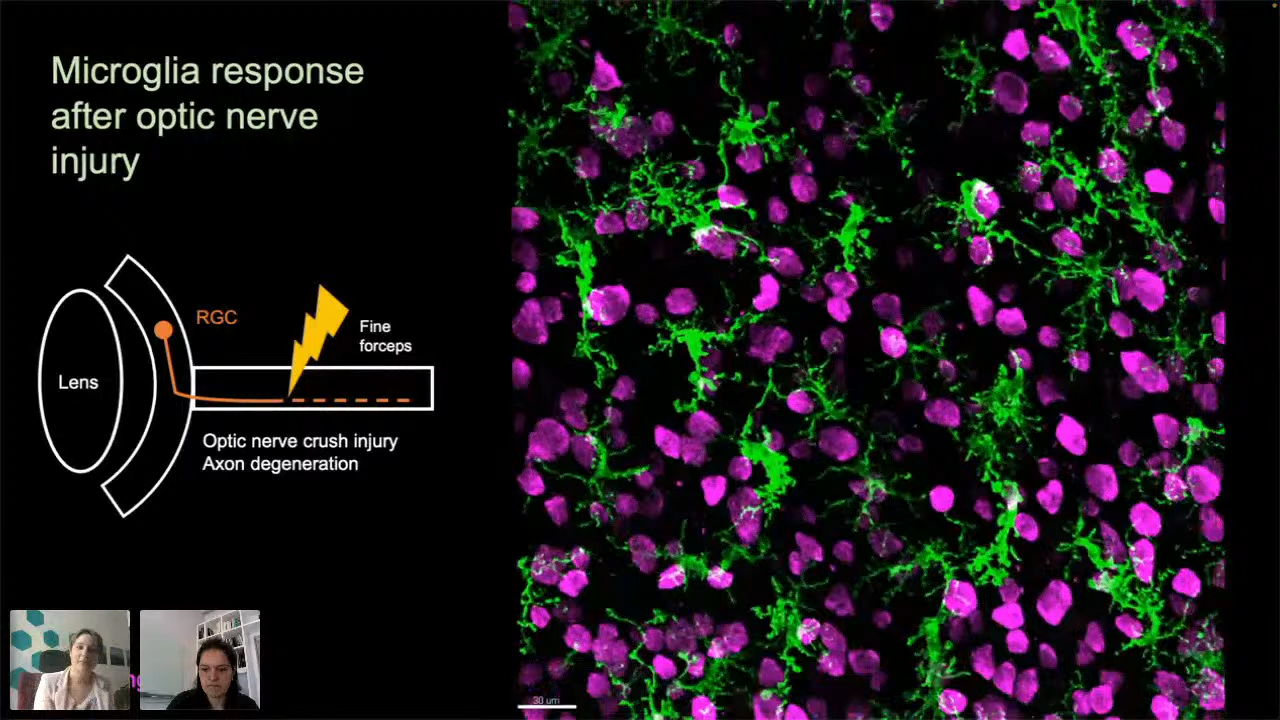 Microglia response
after optic nerve
injury
RGC
Fine
forceps
Lens
Optic nerve crush injury
Axon degeneration
30 um